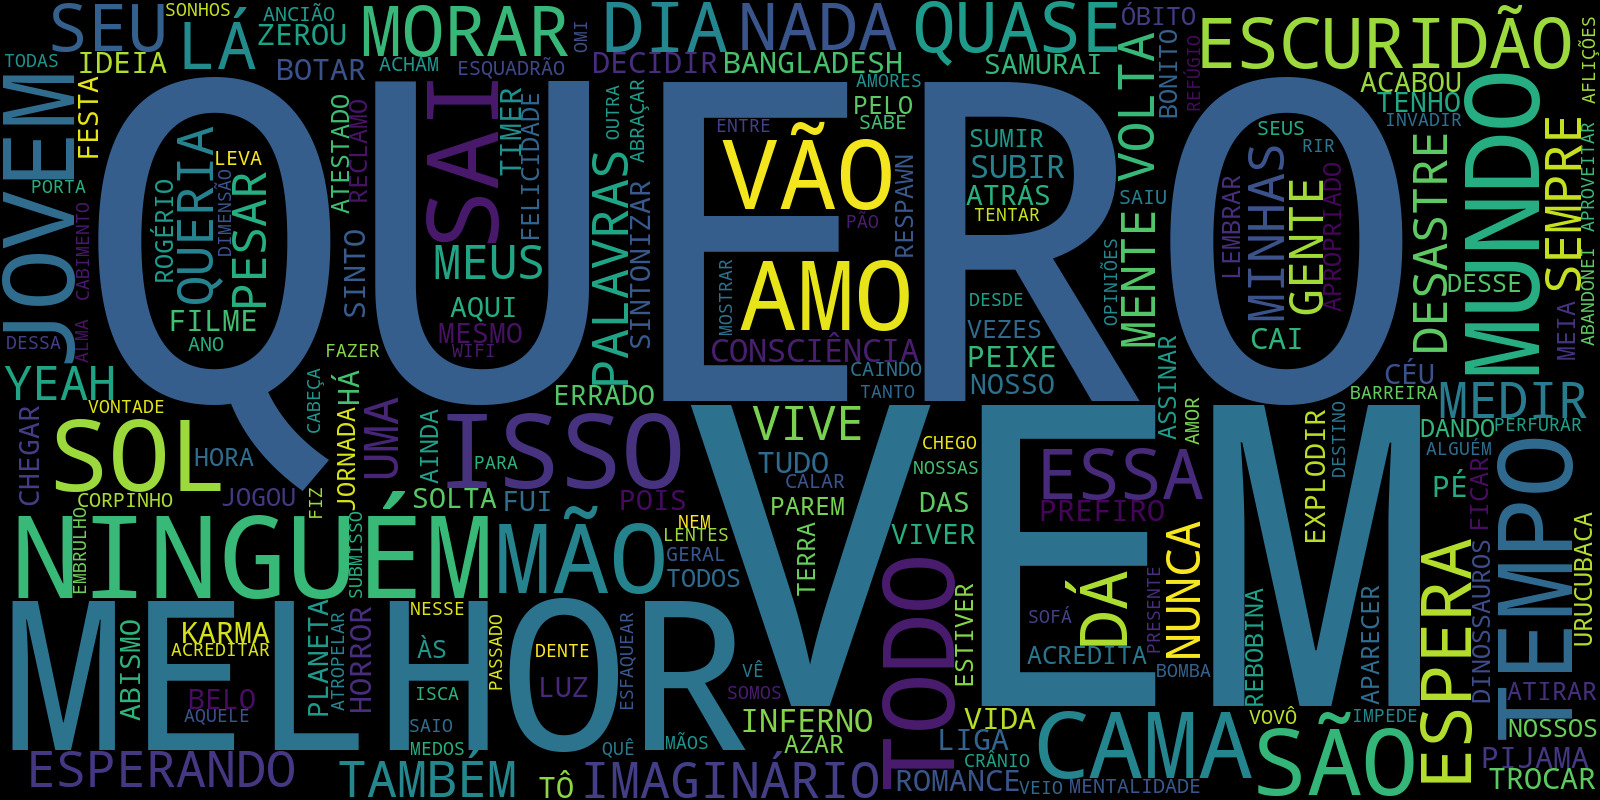 SEU
SONHOS
LÁ
ANCIÃO
ZEROU
MORAR
OMI
DIA
NADA
QUASE
ÓBITO
ESCURIDÃO
TODAS
IDEIA
BOTAR
ACHAM
ESQUADRÃO
DECIDIR
BANGLADESH
SAMURAI
VOLTA
BONITO
REFÚGIO
ACABOU
TENHO
INVADIR
AFLIÇÕES
JOVEM
FESTA
QUERO
ATESTADO
RECLAMO
SAI
TIMER
FELICIDADE
OUTRA
ABRAÇAR
AMORES
PELO
SABE
ENTRE
VÃO
PÃO
RESPAWN
SUMIR
SUBIR
ATRÁS
TENTAR
SEUS
RIR
LEMBRAR
MINHAS
GENTE
APROPRIADO
DESASTRE
MUNDO
SEMPRE
APROVEITAR
PORTA
CABIMENTO
ROGÉRIO
QUERIA
LEVA
DIMENSÃO
PESAR
SINTO
MEUS
PALAVRAS
SINTONIZAR
MOSTRAR
AMO
DESDE
VEZES
OPINIÕES
SAIU
MENTE
DESSE
FILME
ANO
AQUI
MESMO
WIFI
CONSCIÊNCIA
CAINDO
TANTO
PEIXE
NOSSO
CAI
MEIA
ABANDONEI
DESSA
ALMA
FAZER
YEAH
VONTADE
CABEÇA
HÁ
ERRADO
ASSINAR
AMOR
CÉU
BARREIRA
MEDIR
PERFURAR
CHEGAR
SOL
HORA
JORNADA
UMA
AINDA
ISSO
PARA
VIVE
TUDO
CALAR
PAREM
CHEGO
NOSSAS
DAS
VIVER
ESSA
PREFIRO
EXPLODIR
DESTINO
DANDO
ALGUÉM
PÉ
FICAR
TEMPO
CORPINHO
JOGOU
FIZ
SOLTA
FUI
POIS
VEM
NINGUÉM
EMBRULHO
SUBMISSO
MÃO
NEM
LENTES
GERAL
TODOS
TERRA
TODO
ESTIVER
NUNCA
PRESENTE
DÁ
SOFÁ
ACREDITA
BOMBA
REBOBINA
APARECER
ESPERA
DINOSSAUROS
URUCUBACA
MELHOR
ABISMO
KARMA
ACREDITAR
BELO
AQUELE
PLANETA
ATROPELAR
HORROR
NESSE
ÀS
ISCA
SAIO
MEDOS
PASSADO
DENTE
LUZ
ESFAQUEAR
QUÊ
MÃOS
VÊ
SOMOS
INFERNO
AZAR
VIDA
LIGA
CRÂNIO
ROMANCE
VEIO
MENTALIDADE
CAMA
VOVÔ
SÃO
IMPEDE
ATIRAR
NOSSOS
PIJAMA
TROCAR
ESPERANDO
TAMBÉM
TÔ
IMAGINÁRIO